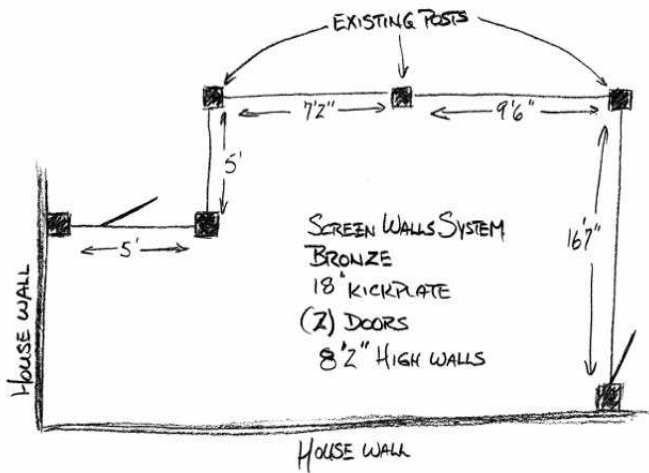 EXISTING POSTS
7'2"
9'6"
5'
5'
16'7"
SCREEN WALLS SYSTEM
BRONZE
18" KICKPLATE
(2) DOORS
8'2" HIGH WALLS
HOUSE WALL
HOUSE WALL